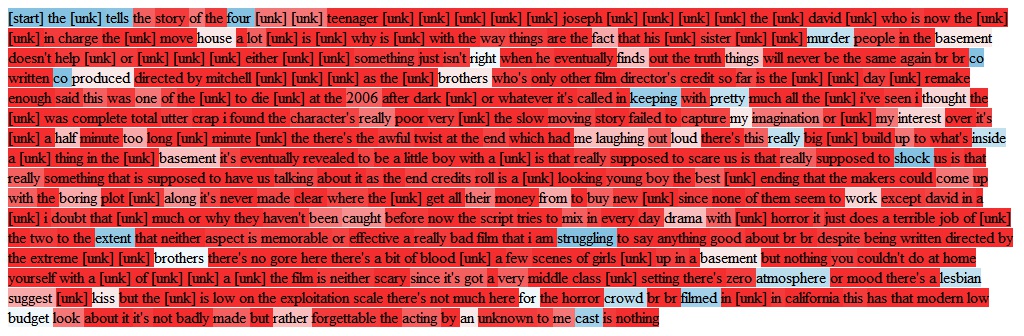 [start] the [unk] tells the story of the four [unk] [unk] teenager [unk] [unk] [unk] [unk] [unk] joseph [unk] [unk] [unk] [unk] the [unk] david [unk] who is now the [unk]
[unk] in charge the [unk] move house a lot [unk] is [unk] why is [unk] with the way things are the fact that his [unk] sister [unk] [unk] murder people in the basement
doesn't help [unk] or [unk] [unk] either [unk] [unk] something just isn't right when he eventually finds out the truth things will never be the same again br br co
written co produced directed by mitchell [unk] [unk] [unk] as the [unk] brothers who's only other film director's credit so far is the [unk] [unk] day [unk] remake
enough said this was one of the [unk] to die [unk] at the 2006 after dark [unk] or whatever it's called in keeping with pretty much all the [unk] i've seen i thought the
[unk] was complete total utter crap i found the character's really poor very [unk] the slow moving story failed to capture my imagination or [unk] my interest over it's
[unk] a half minute too long [unk] minute [unk] the there's the awful twist at the end which had me laughing out loud there's this really big [unk] build up to what's inside
a [unk] thing in the [unk] basement it's eventually revealed to be a little boy with a [unk] is that really supposed to scare us is that really supposed to shock us is that
really something that is supposed to have us talking about it as the end credits roll is a [unk] looking young boy the best [unk] ending that the makers could come up
with the boring plot [unk] along it's never made clear where the [unk] get all their money from to buy new [unk] since none of them seem to work except david in a
[unk] i doubt that [unk] much or why they haven't been caught before now the script tries to mix in every day drama with [unk] horror it just does a terrible job of [unk]
the two to the extent that neither aspect is memorable or effective a really bad film that i am struggling to say anything good about br br despite being written directed by
the extreme [unk] [unk] brothers there's no gore here there's a bit of blood [unk] a few scenes of girls [unk] up in a basement but nothing you couldn't do at home
yourself with a [unk] of [unk] [unk] a [unk] the film is neither scary since it's got a very middle class [unk] setting there's zero atmosphere or mood there's a lesbian
suggest [unk] kiss but the [unk] is low on the exploitation scale there's not much here for the horror crowd br br filmed in [unk] in california this has that modern low
budget look about it it's not badly made but rather forgettable the acting by an unknown to me cast is nothing